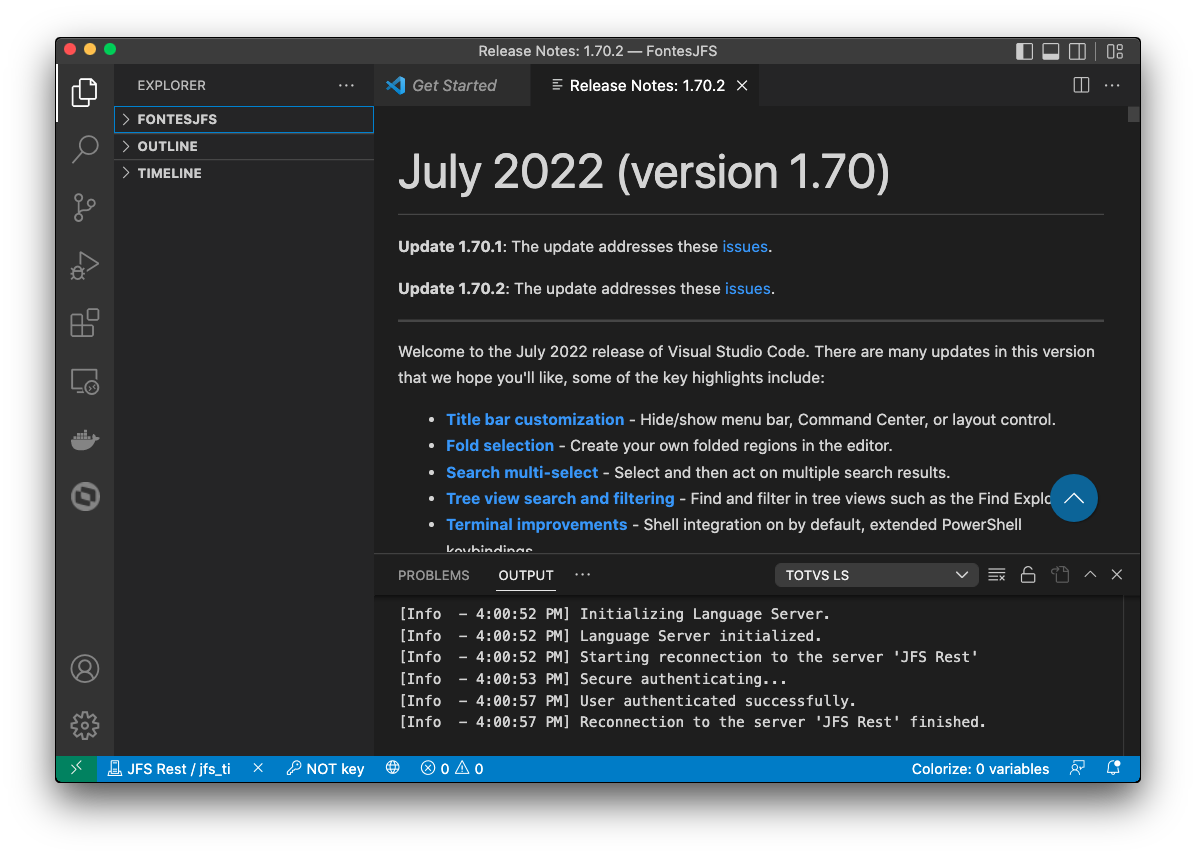 Release Notes: 1.70.2 — FontesJFS
EXPLORER
FONTESJFS
OUTLINE
TIMELINE
Get Started
Release Notes: 1.70.2
July 2022 (version 1.70)
Update 1.70.1: The update addresses these issues.
Update 1.70.2: The update addresses these issues.
Welcome to the July 2022 release of Visual Studio Code. There are many updates in this version
that we hope you'll like, some of the key highlights include:
• Title bar customization - Hide/show menu bar, Command Center, or layout control.
• Fold selection - Create your own folded regions in the editor.
• Search multi-select - Select and then act on multiple search results.
• Tree view search and filtering - Find and filter in tree views such as the Find Explo
• Terminal improvements - Shell integration on by default, extended PowerShell
keybindings
PROBLEMS
OUTPUT
TOTVS LS
[Info  - 4:00:52 PM] Initializing Language Server.
[Info  - 4:00:52 PM] Language Server initialized.
[Info  - 4:00:52 PM] Starting reconnection to the server 'JFS Rest'
[Info  - 4:00:53 PM] Secure authenticating...
[Info  - 4:00:57 PM] User authenticated successfully.
[Info  - 4:00:57 PM] Reconnection to the server 'JFS Rest' finished.
JFS Rest / jfs_ti
NOT key
0
0
Colorize: 0 variables